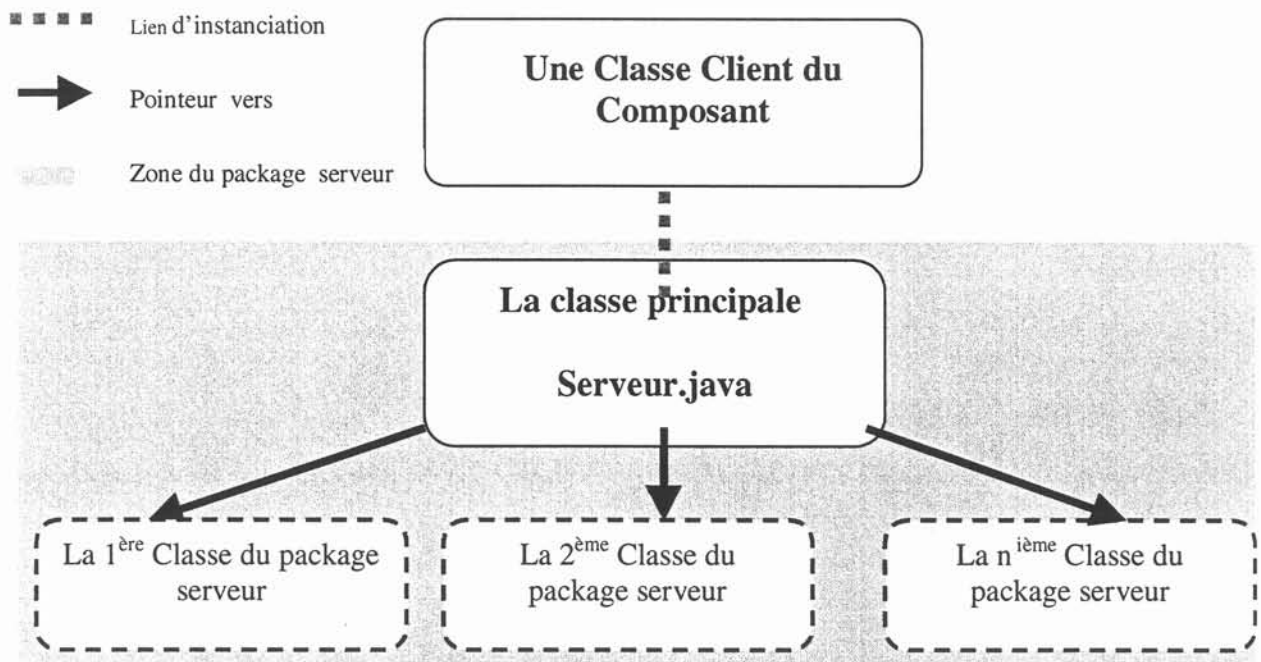 Lien d'instanciation
Pointeur vers
Zone du package serveur
Une Classe Client du
Composant
La classe principale
Serveur.java
La 1ère Classe du package
serveur
La 2ème Classe du
package serveur
La n ième Classe du
package serveur